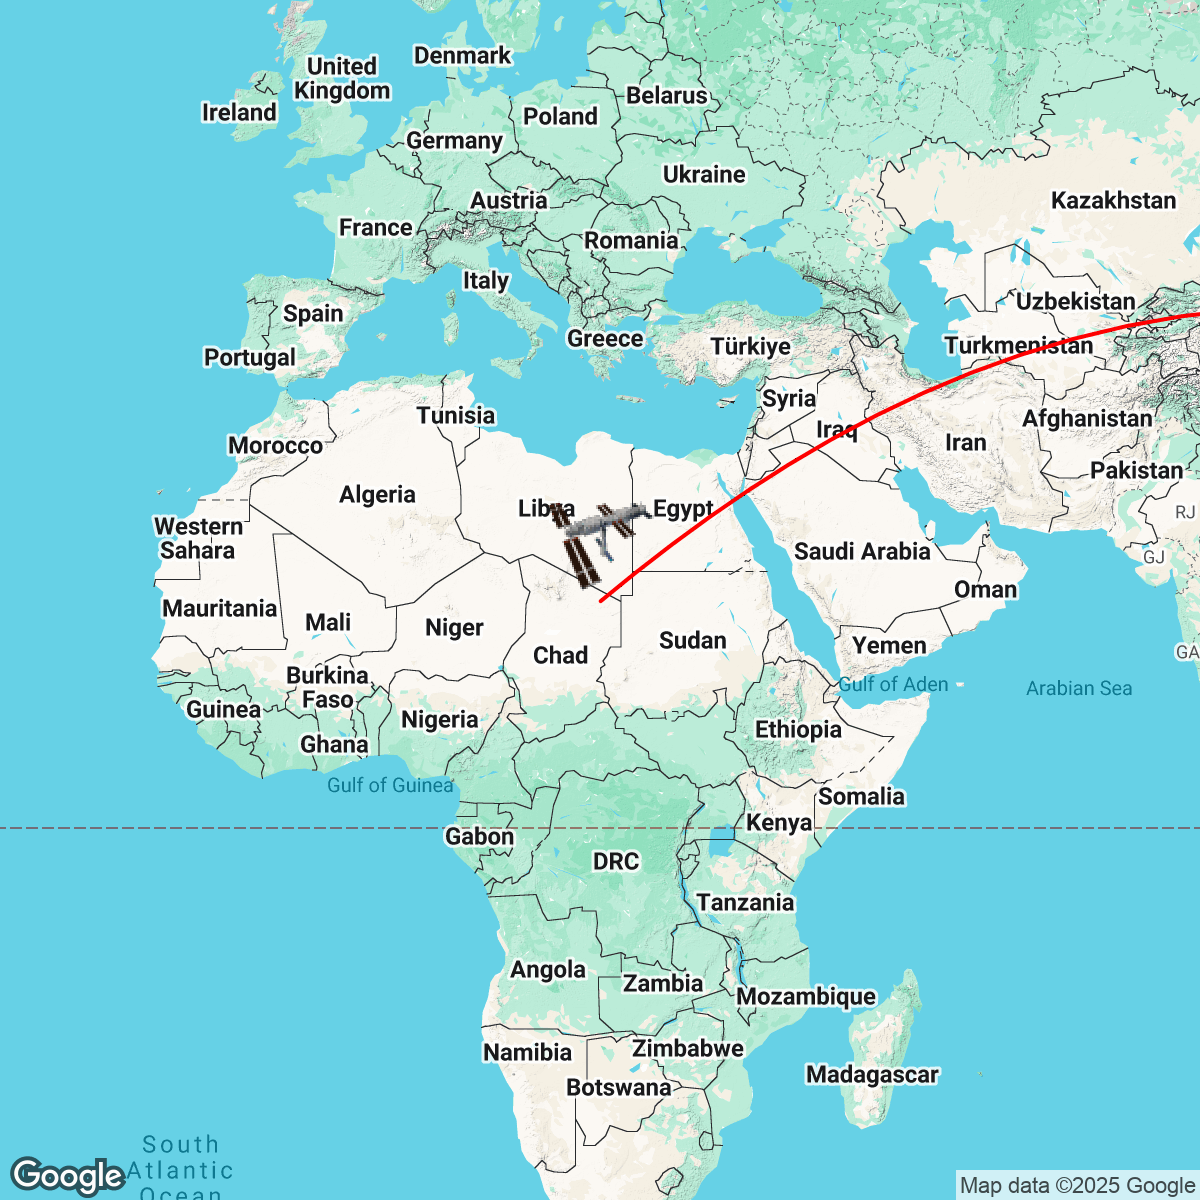 Denmark
United
Kingdom
Ireland
Belarus
Poland
Germany
Ukraine
Austria
Kazakhstan
France
Romania
Italy
Uzbekistan
Spain
Greece
Türkiye
Turkmenistan
Portugal
Syria
Tunisia
Afghanistan
Morocco
Iraq
Iran
Pakistan
Algeria
Libya
Egypt
RJ
Western
Sahara
Saudi Arabia
GJ
Oman
Mauritania
Mali
Niger
Sudan
Yemen
Chad
GA
Burkina
Faso
Gulf of Aden
Arabian Sea
Guinea
Nigeria
Ethiopia
Ghana
Gulf of Guinea
Somalia
Kenya
Gabon
DRC
Tanzania
Angola
Zambia
Mozambique
Namibia
Zimbabwe
Madagascar
Botswana
South
Atlantic
Ocean
Google
Map data ©2025 Google